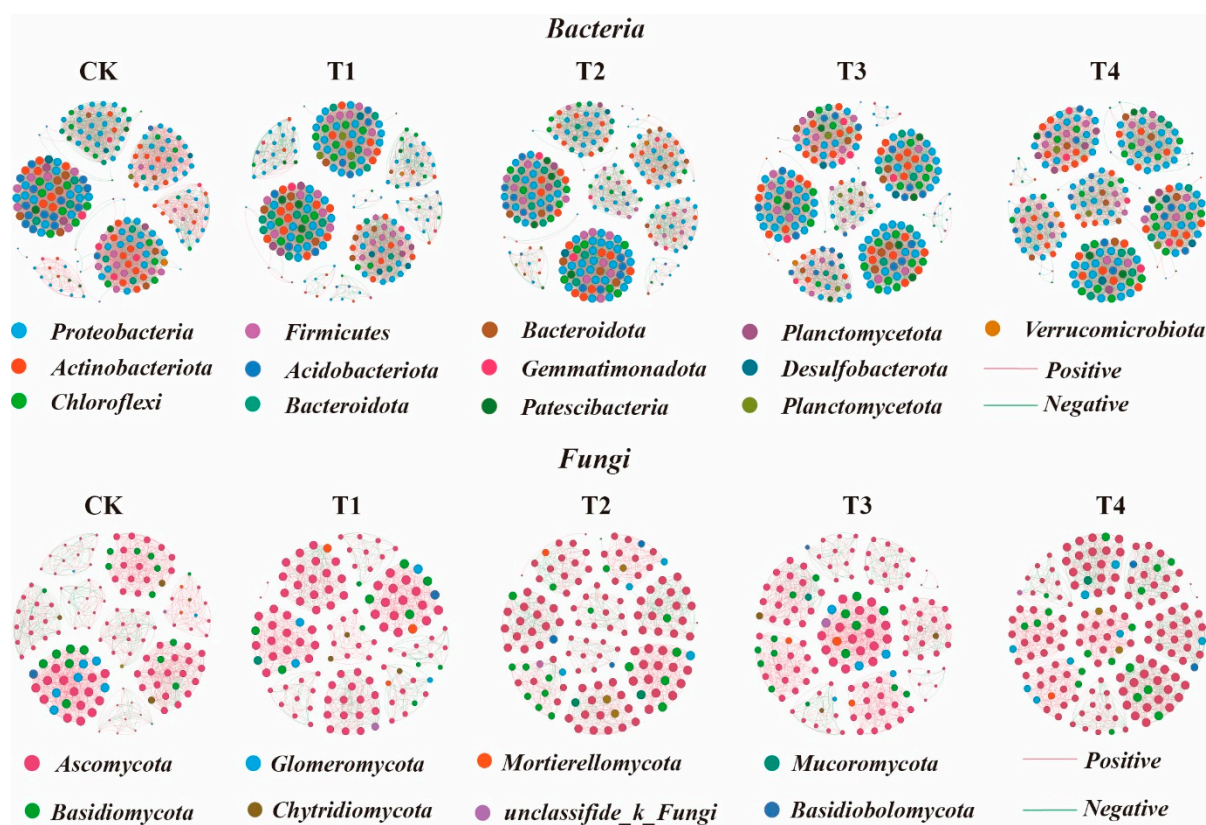 Bacteria
CK T1 T2 T3 T4
Proteobacteria Firmicutes Bacteroidota Planctomycetota Verrucomicrobiota
Actinobacteriota Acidobacteriota Gemmatimonadota Desulfobacterota Positive
Chloroflexi Bacteroidota Patescibacteria Planctomycetota Negative
Fungi
CK T1 T2 T3 T4
Ascomycota Glomeromycota Mortierellomycota Mucoromycota Positive
Basidiomycota Chytridiomycota unclassifide_k_Fungi Basidiobolomycota Negative